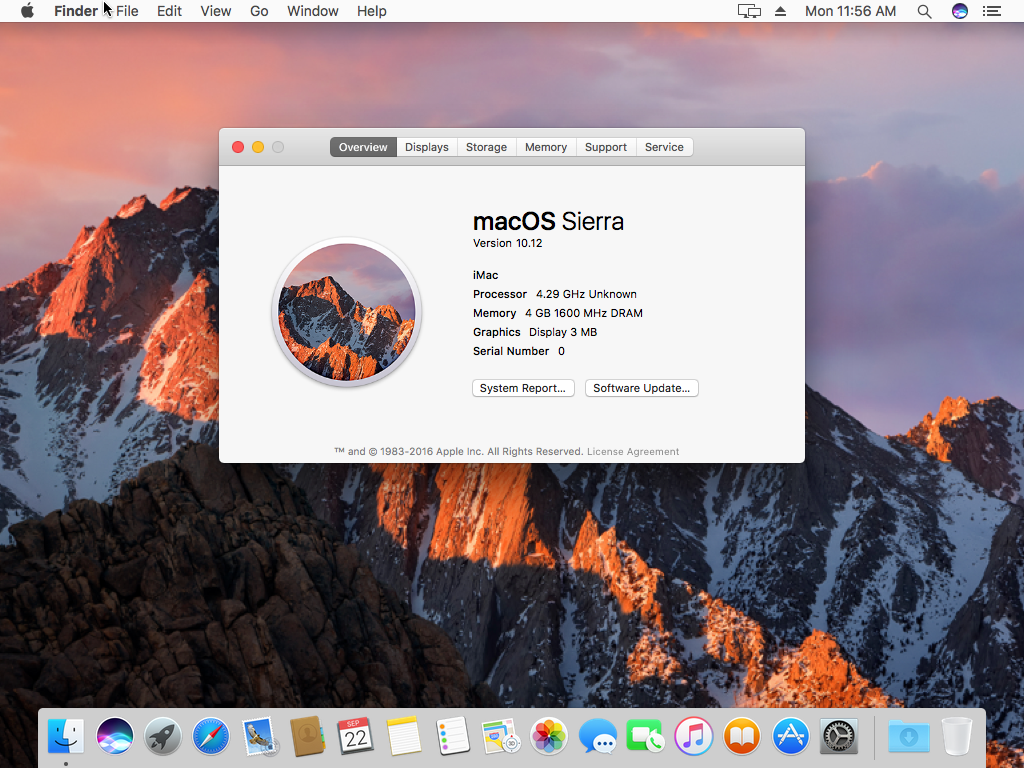 Finder File Edit View Go Window Help Mon 11:56 AM
Overview Displays Storage Memory Support Service
macOS Sierra
Version 10.12
iMac
Processor 4.29 GHz Unknown
Memory 4 GB 1600 MHz DRAM
Graphics Display 3 MB
Serial Number 0
System Report... Software Update...
™ and © 1983-2016 Apple Inc. All Rights Reserved. License Agreement
SEP
22